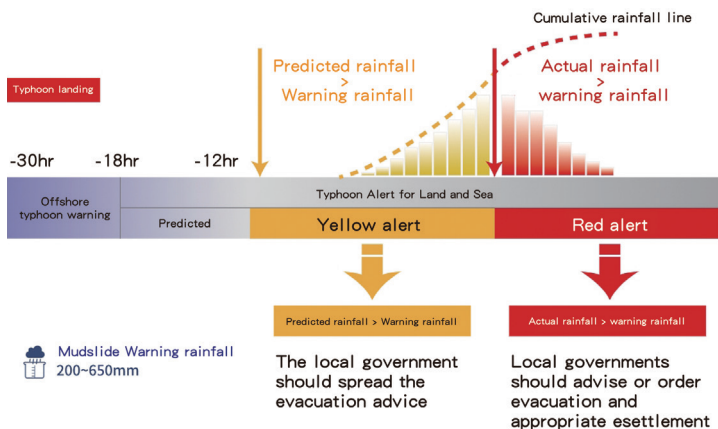 Cumulative rainfall line
Predicted rainfall
>
Warning rainfall
Actual rainfall
>
warning rainfall
Typhoon landing
-30hr
-18hr
-12hr
Offshore
typhoon warning
Typhoon Alert for Land and Sea
Predicted
Yellow alert
Red alert
Predicted rainfall > Warning rainfall
Actual rainfall > warning rainfall
Mudslide Warning rainfall
200~650mm
The local government
should spread the
evacuation advice
Local governments
should advise or order
evacuation and
appropriate esettlement